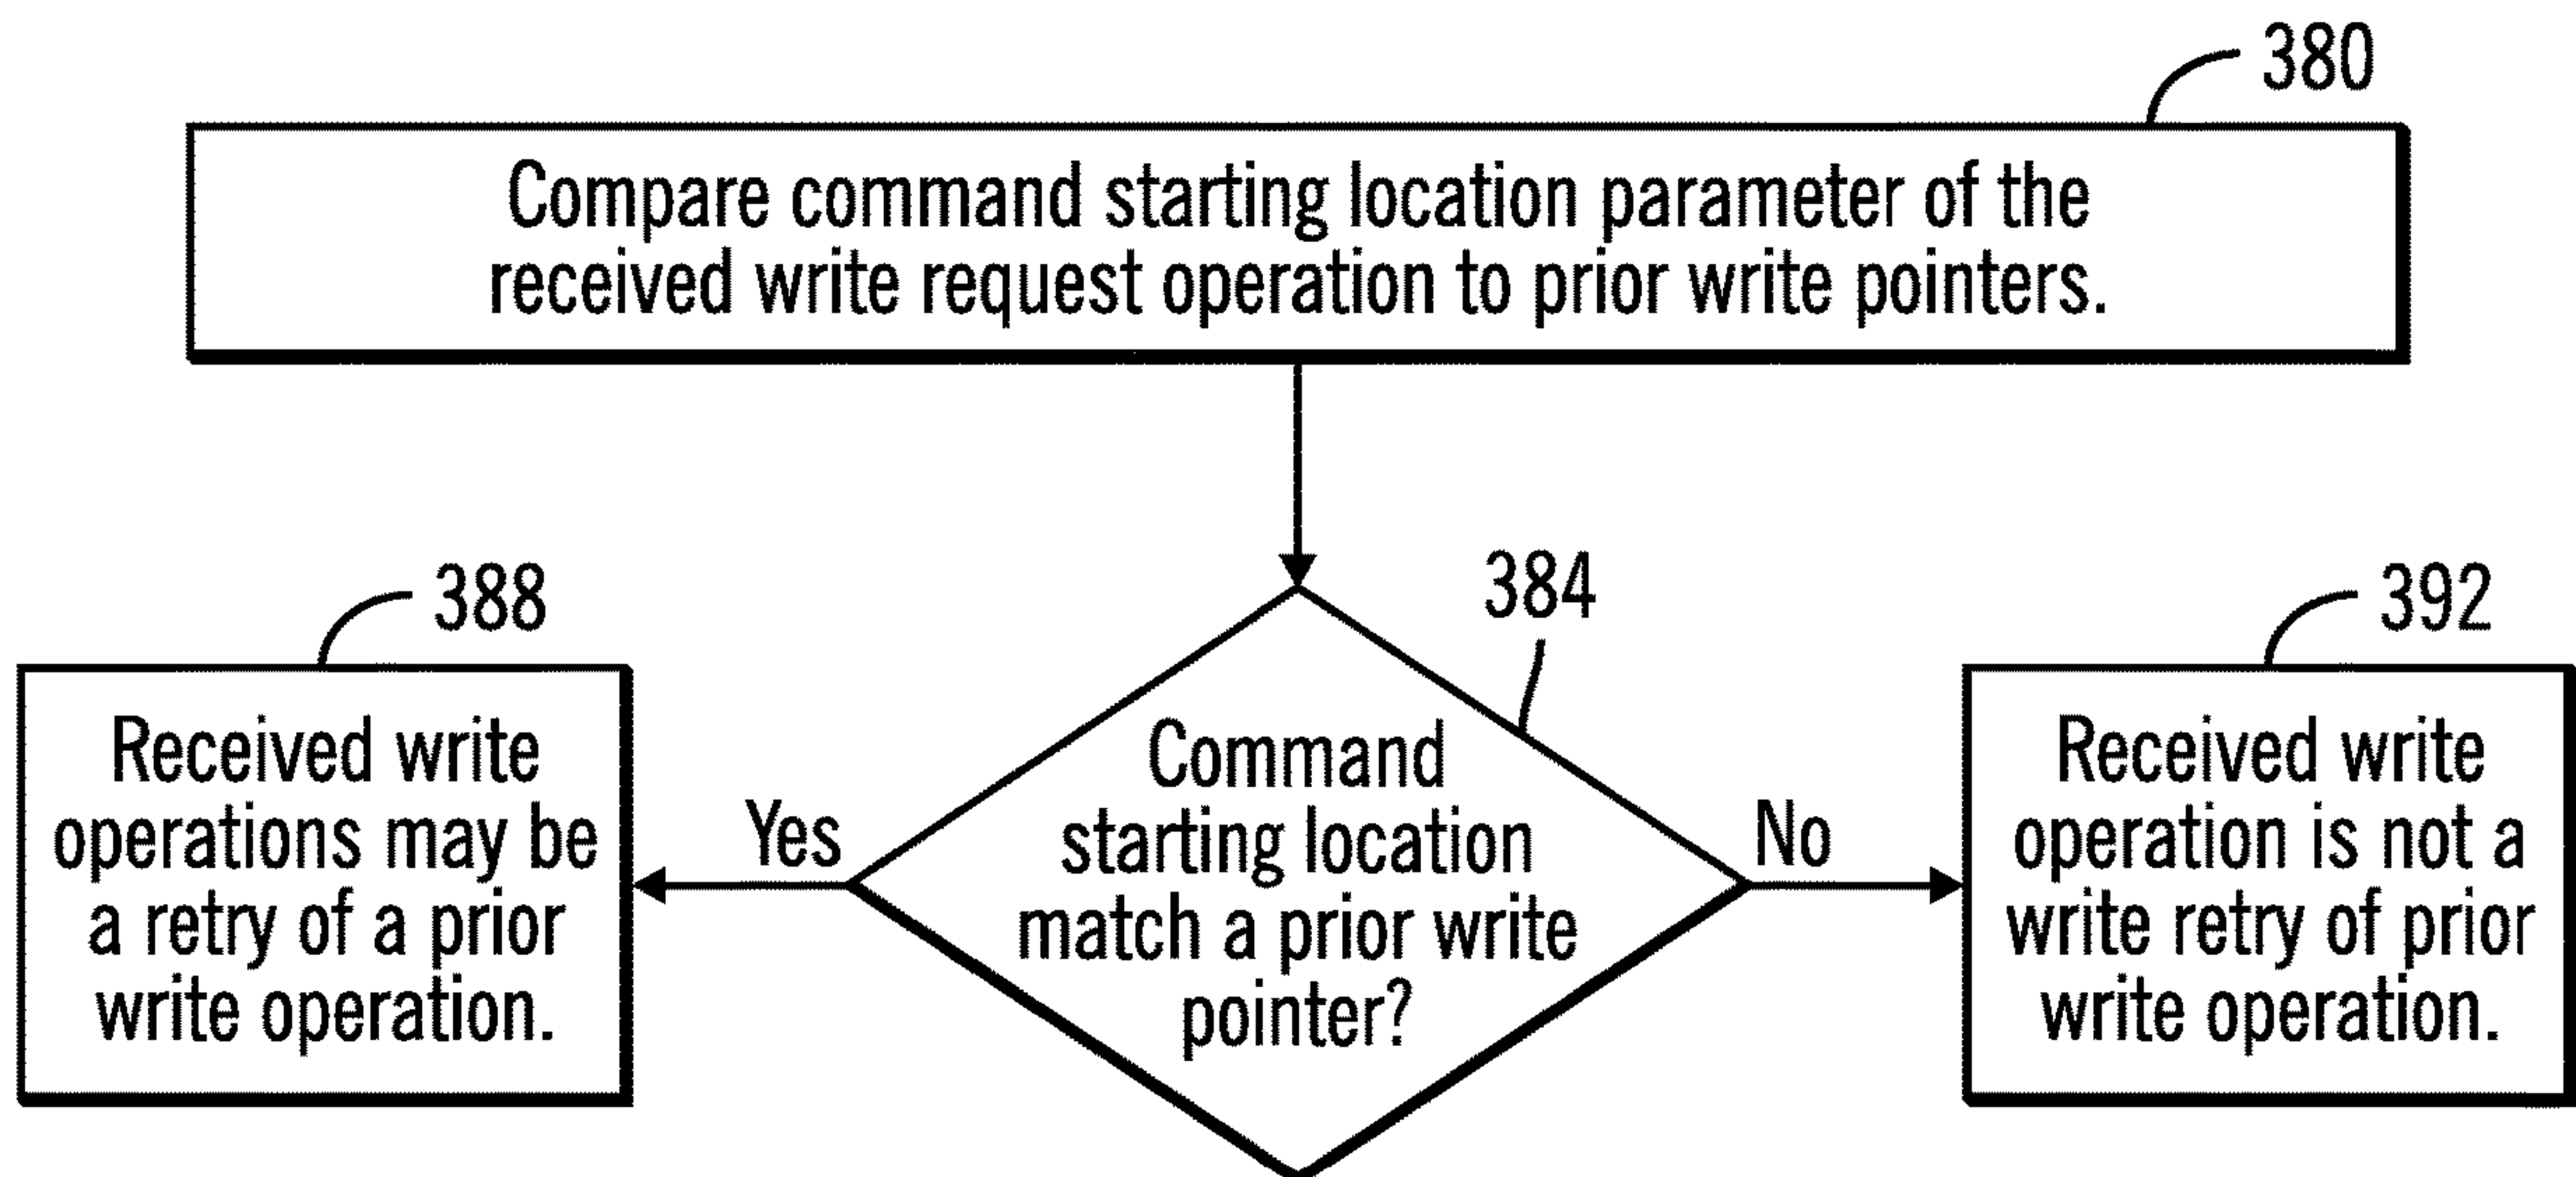 380
Compare command starting location parameter of the
received write request operation to prior write pointers.
384
Command
starting location
match a prior write
pointer?
Yes
388
Received write
operations may be
a retry of a prior
write operation.
No
392
Received write
operation is not a
write retry of prior
write operation.